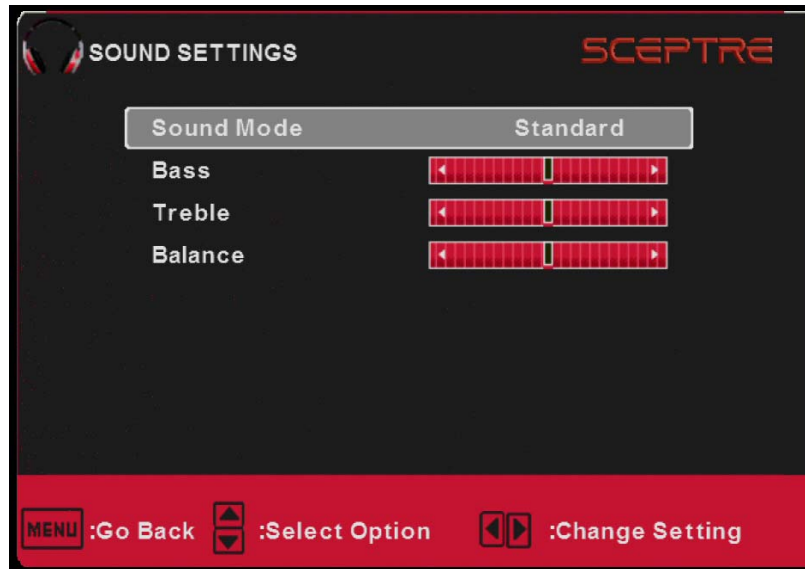 SOUND SETTINGS SCEPTRE
Sound Mode Standard
Bass
Treble
Balance
MENU :Go Back :Select Option :Change Setting